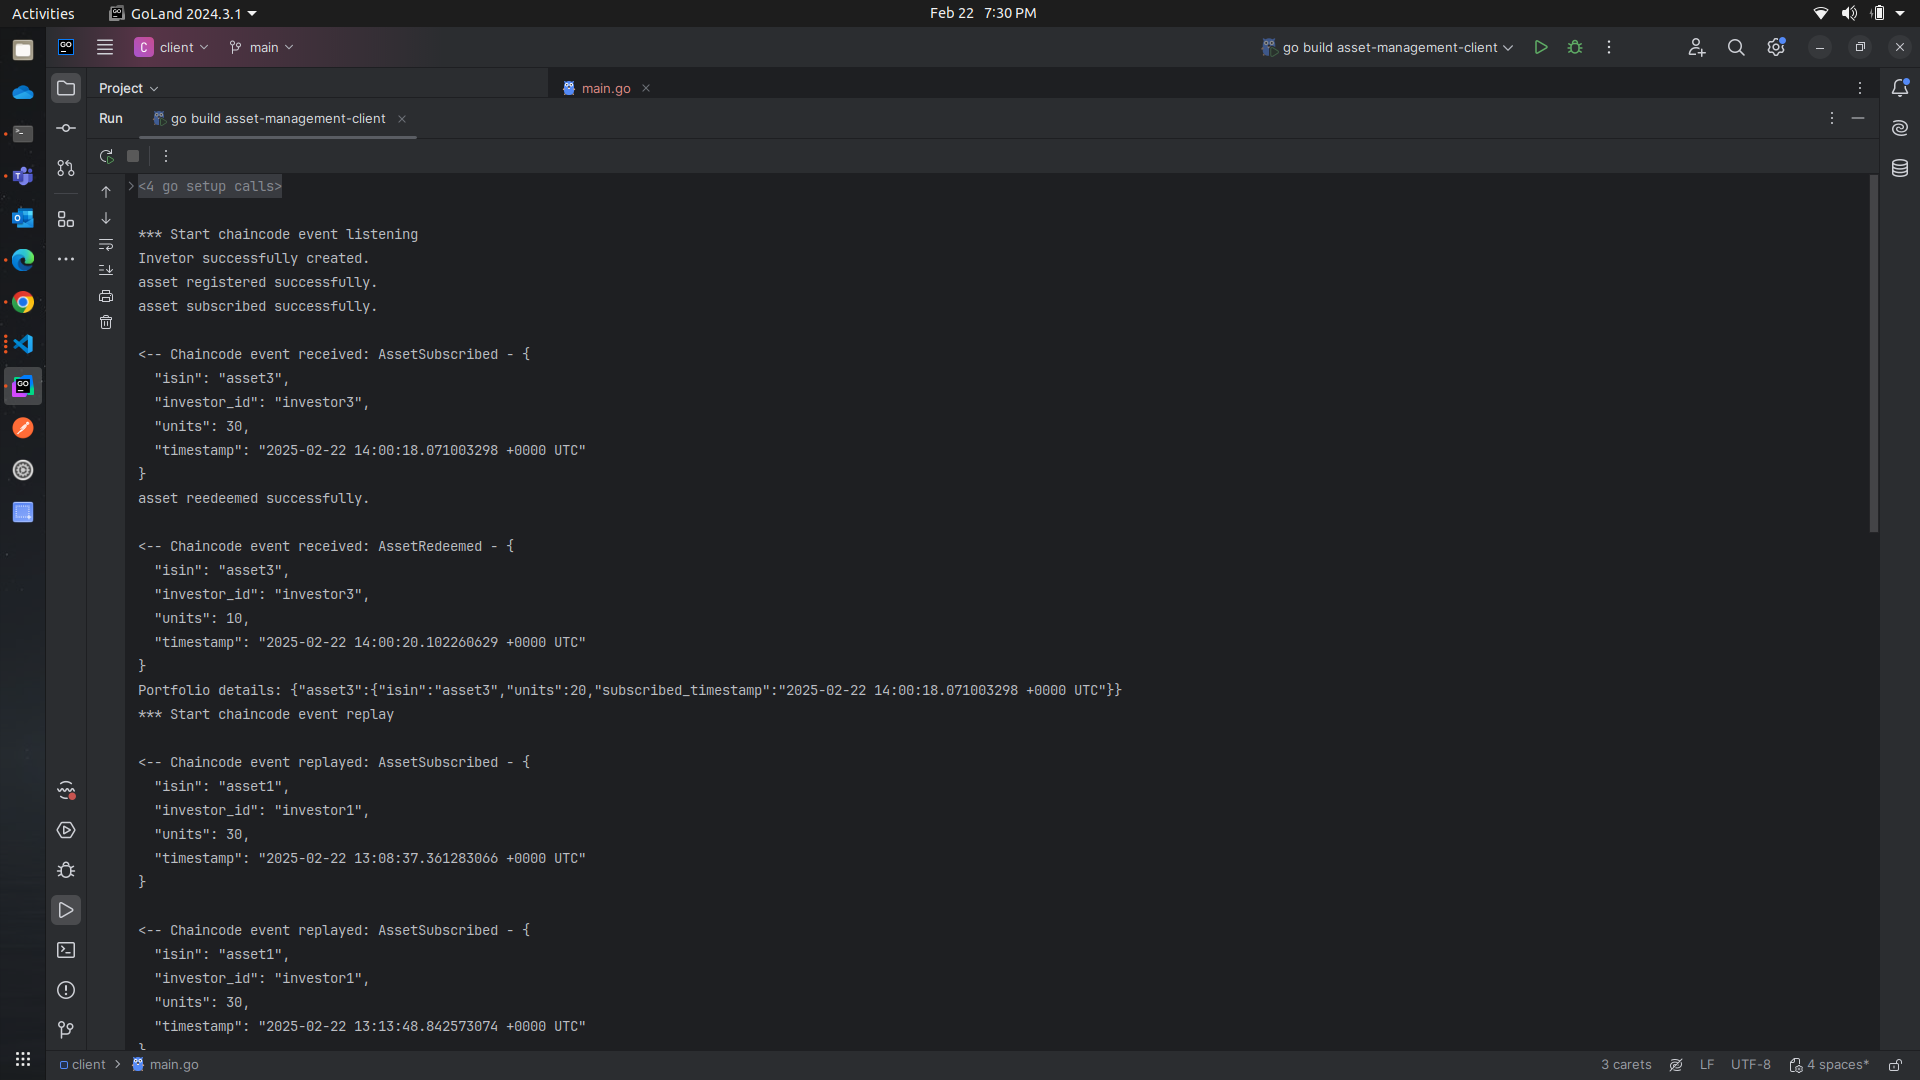 Activities GoLand 2024.3.1 Feb 22 7:30 PM
GO C client main go build asset-management-client
Project main.go
Run go build asset-management-client
<4 go setup calls>
*** Start chaincode event listening
Invetor successfully created.
asset registered successfully.
asset subscribed successfully.
<-- Chaincode event received: AssetSubscribed - {
"isin": "asset3",
"investor_id": "investor3",
"units": 30,
"timestamp": "2025-02-22 14:00:18.071003298 +0000 UTC"
}
asset reedeemed successfully.
<-- Chaincode event received: AssetRedeemed - {
"isin": "asset3",
"investor_id": "investor3",
"units": 10,
"timestamp": "2025-02-22 14:00:20.102260629 +0000 UTC"
}
Portfolio details: {"asset3":{"isin":"asset3","units":20,"subscribed_timestamp":"2025-02-22 14:00:18.071003298 +0000 UTC"}}
*** Start chaincode event replay
<-- Chaincode event replayed: AssetSubscribed - {
"isin": "asset1",
"investor_id": "investor1",
"units": 30,
"timestamp": "2025-02-22 13:08:37.361283066 +0000 UTC"
}
<-- Chaincode event replayed: AssetSubscribed - {
"isin": "asset1",
"investor_id": "investor1",
"units": 30,
"timestamp": "2025-02-22 13:13:48.842573074 +0000 UTC"
}
client > main.go 3 carets LF UTF-8 4 spaces*